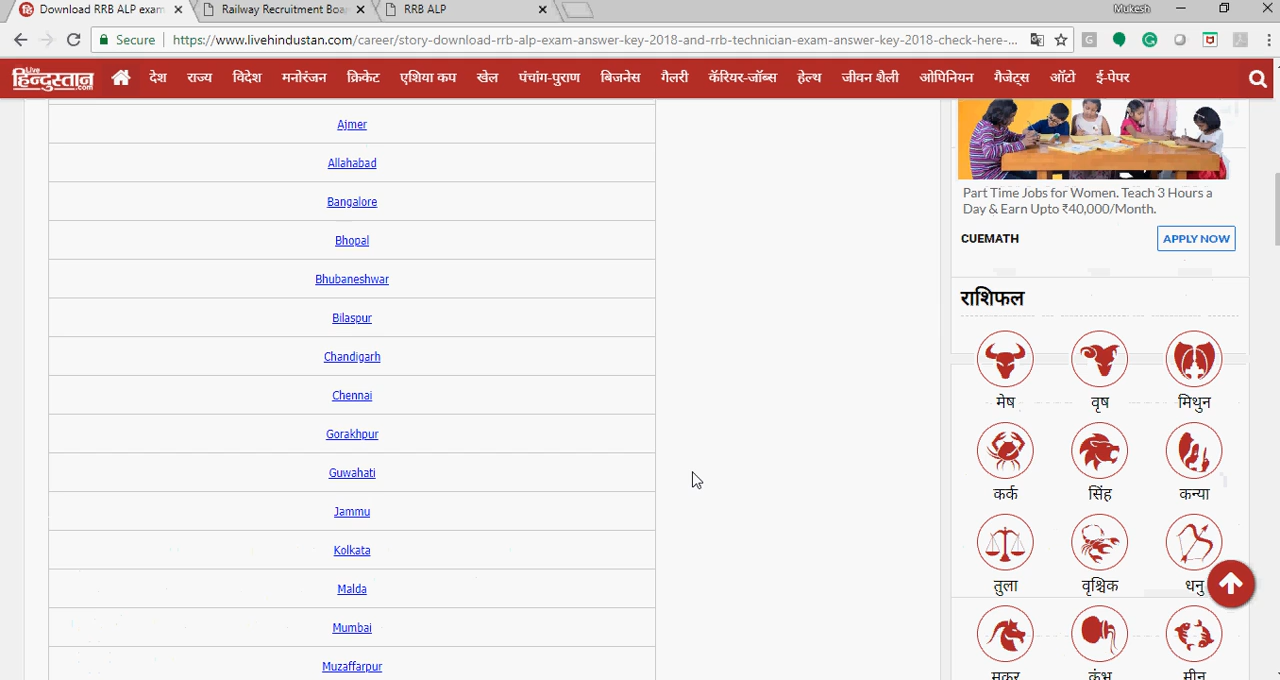 Download RRB ALP exam
Railway Recruitment Boa
RRB ALP
Mukesh
Secure
https://www.livehindustan.com/career/story-download-rrb-alp-exam-answer-key-2018-and-rrb-technician-exam-answer-key-2018-check-here-...
Live
हिन्दुस्तान
.com
देश राज्य विदेश मनोरंजन क्रिकेट एशिया कप खेल पंचांग-पुराण बिजनेस गैलरी कॅरियर-जॉब्स हेल्थ जीवन शैली ओपिनियन गैजेट्स ऑटो ई-पेपर
Ajmer
Allahabad
Bangalore
Bhopal
Bhubaneshwar
Bilaspur
Chandigarh
Chennai
Gorakhpur
Guwahati
Jammu
Kolkata
Malda
Mumbai
Muzaffarpur
Part Time Jobs for Women. Teach 3 Hours a
Day & Earn Upto ₹40,000/Month.
CUEMATH
APPLY NOW
राशिफल
मेष वृष मिथुन
कर्क सिंह कन्या
तुला वृश्चिक धनु
मकर कुंभ मीन